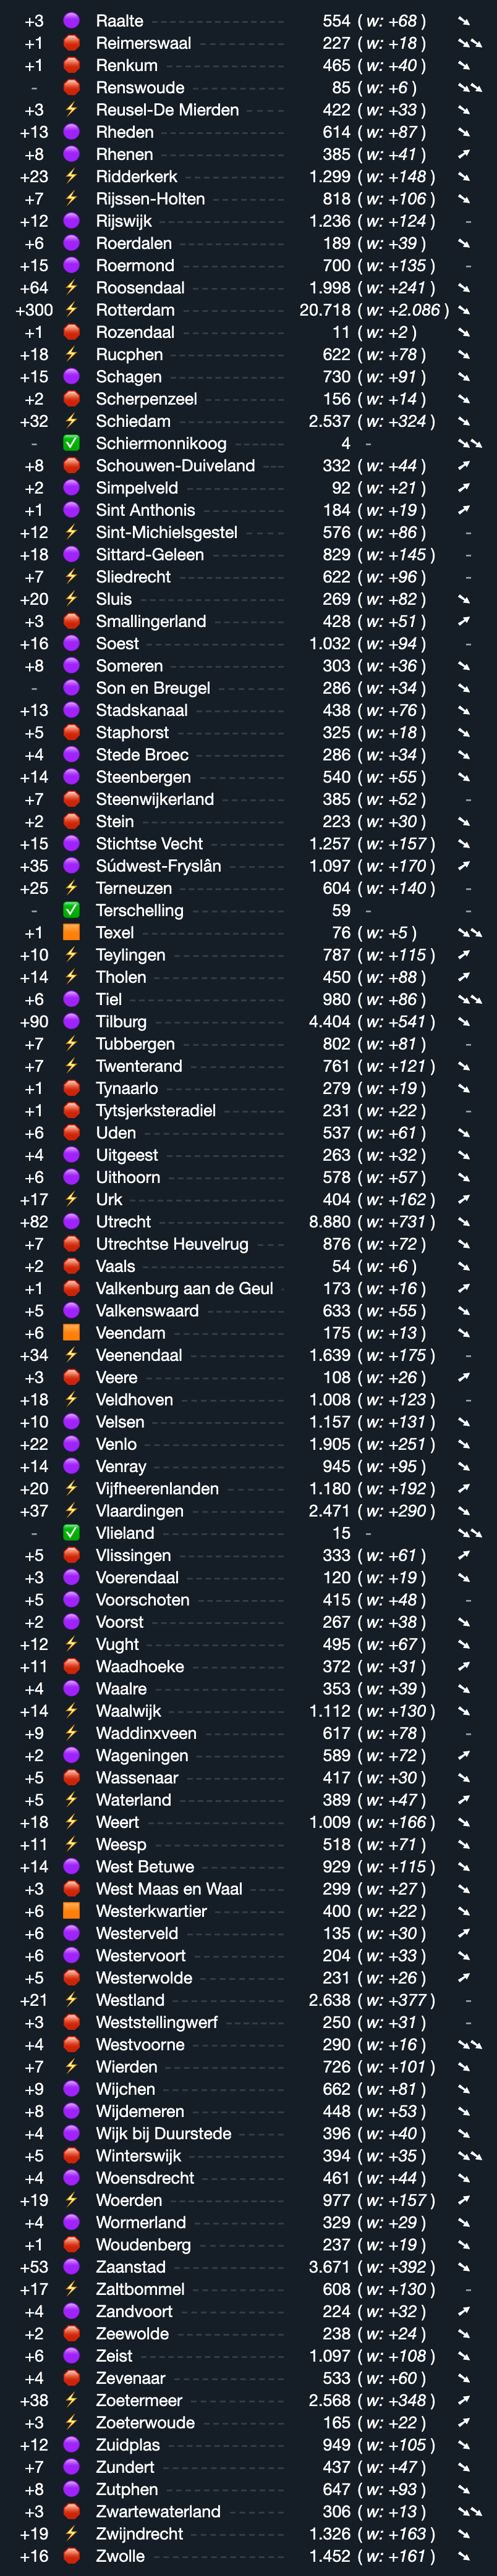 +3 Raalte 554 ( w: +68 )
+1 Reimerswaal 227 ( w: +18 )
+1 Renkum 465 ( w: +40 )
- Renswoude 85 ( w: +6 )
+3 Reusel-De Mierden 422 ( w: +33 )
+13 Rheden 614 ( w: +87 )
+8 Rhenen 385 ( w: +41 )
+23 Ridderkerk 1.299 ( w: +148 )
+7 Rijssen-Holten 818 ( w: +106 )
+12 Rijswijk 1.236 ( w: +124 ) -
+6 Roerdalen 189 ( w: +39 )
+15 Roermond 700 ( w: +135 ) -
+64 Roosendaal 1.998 ( w: +241 )
+300 Rotterdam 20.718 ( w: +2.086 )
+1 Rozendaal 11 ( w: +2 )
+18 Rucphen 622 ( w: +78 )
+15 Schagen 730 ( w: +91 )
+2 Scherpenzeel 156 ( w: +14 )
+32 Schiedam 2.537 ( w: +324 )
- Schiermonnikoog 4 -
+8 Schouwen-Duiveland 332 ( w: +44 )
+2 Simpelveld 92 ( w: +21 )
+1 Sint Anthonis 184 ( w: +19 )
+12 Sint-Michielsgestel 576 ( w: +86 ) -
+18 Sittard-Geleen 829 ( w: +145 ) -
+7 Sliedrecht 622 ( w: +96 ) -
+20 Sluis 269 ( w: +82 )
+3 Smallingerland 428 ( w: +51 )
+16 Soest 1.032 ( w: +94 ) -
+8 Someren 303 ( w: +36 )
- Son en Breugel 286 ( w: +34 )
+13 Stadskanaal 438 ( w: +76 )
+5 Staphorst 325 ( w: +18 )
+4 Stede Broec 286 ( w: +34 )
+14 Steenbergen 540 ( w: +55 )
+7 Steenwijkerland 385 ( w: +52 ) -
+2 Stein 223 ( w: +30 )
+15 Stichtse Vecht 1.257 ( w: +157 )
+35 Súdwest-Fryslân 1.097 ( w: +170 )
+25 Terneuzen 604 ( w: +140 ) -
- Terschelling 59 - -
+1 Texel 76 ( w: +5 )
+10 Teylingen 787 ( w: +115 )
+14 Tholen 450 ( w: +88 )
+6 Tiel 980 ( w: +86 )
+90 Tilburg 4.404 ( w: +541 )
+7 Tubbergen 802 ( w: +81 ) -
+7 Twenterand 761 ( w: +121 )
+1 Tynaarlo 279 ( w: +19 )
+1 Tytsjerksteradiel 231 ( w: +22 ) -
+6 Uden 537 ( w: +61 )
+4 Uitgeest 263 ( w: +32 )
+6 Uithoorn 578 ( w: +57 )
+17 Urk 404 ( w: +162 )
+82 Utrecht 8.880 ( w: +731 )
+7 Utrechtse Heuvelrug 876 ( w: +72 )
+2 Vaals 54 ( w: +6 )
+1 Valkenburg aan de Geul 173 ( w: +16 )
+5 Valkenswaard 633 ( w: +55 )
+6 Veendam 175 ( w: +13 )
+34 Veenendaal 1.639 ( w: +175 ) -
+3 Veere 108 ( w: +26 )
+18 Veldhoven 1.008 ( w: +123 ) -
+10 Velsen 1.157 ( w: +131 )
+22 Venlo 1.905 ( w: +251 )
+14 Venray 945 ( w: +95 )
+20 Vijfheerenlanden 1.180 ( w: +192 )
+37 Vlaardingen 2.471 ( w: +290 )
- Vlieland 15 -
+5 Vlissingen 333 ( w: +61 )
+3 Voerendaal 120 ( w: +19 )
+5 Voorschoten 415 ( w: +48 ) -
+2 Voorst 267 ( w: +38 )
+12 Vught 495 ( w: +67 )
+11 Waadhoeke 372 ( w: +31 )
+4 Waalre 353 ( w: +39 )
+14 Waalwijk 1.112 ( w: +130 )
+9 Waddinxveen 617 ( w: +78 ) -
+2 Wageningen 589 ( w: +72 )
+5 Wassenaar 417 ( w: +30 )
+5 Waterland 389 ( w: +47 )
+18 Weert 1.009 ( w: +166 )
+11 Weesp 518 ( w: +71 )
+14 West Betuwe 929 ( w: +115 )
+3 West Maas en Waal 299 ( w: +27 )
+6 Westerkwartier 400 ( w: +22 )
+6 Westerveld 135 ( w: +30 )
+6 Westervoort 204 ( w: +33 )
+5 Westerwolde 231 ( w: +26 )
+21 Westland 2.638 ( w: +377 ) -
+3 Weststellingwerf 250 ( w: +31 ) -
+4 Westvoorne 290 ( w: +16 )
+7 Wierden 726 ( w: +101 )
+9 Wijchen 662 ( w: +81 )
+8 Wijdemeren 448 ( w: +53 )
+4 Wijk bij Duurstede 396 ( w: +40 )
+5 Winterswijk 394 ( w: +35 )
+4 Woensdrecht 461 ( w: +44 )
+19 Woerden 977 ( w: +157 )
+4 Wormerland 329 ( w: +29 )
+1 Woudenberg 237 ( w: +19 )
+53 Zaanstad 3.671 ( w: +392 )
+17 Zaltbommel 608 ( w: +130 ) -
+4 Zandvoort 224 ( w: +32 )
+2 Zeewolde 238 ( w: +24 )
+6 Zeist 1.097 ( w: +108 )
+4 Zevenaar 533 ( w: +60 )
+38 Zoetermeer 2.568 ( w: +348 )
+3 Zoeterwoude 165 ( w: +22 )
+12 Zuidplas 949 ( w: +105 )
+7 Zundert 437 ( w: +47 )
+8 Zutphen 647 ( w: +93 )
+3 Zwartewaterland 306 ( w: +13 )
+19 Zwijndrecht 1.326 ( w: +163 )
+16 Zwolle 1.452 ( w: +161 )